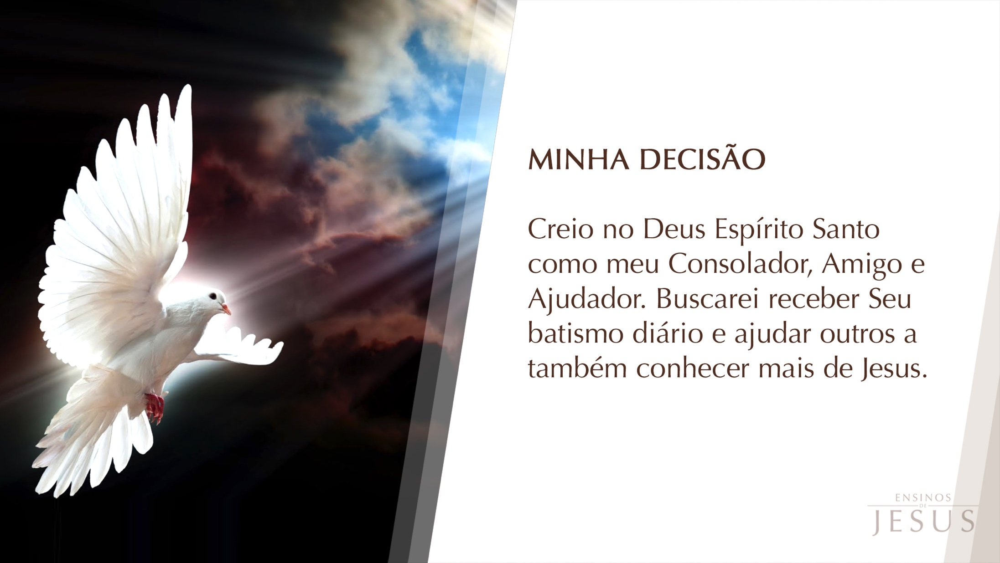 MINHA DECISÃO
Creio no Deus Espírito Santo
como meu Consolador, Amigo e
Ajudador. Buscarei receber Seu
batismo diário e ajudar outros a
também conhecer mais de Jesus.
ENSINOS
DE
JESUS